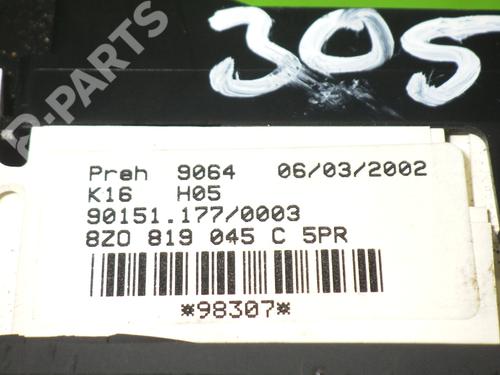 305
B-PARTS
Preh 9064 06/03/2002
K16 H05
90151.177/0003
8Z0 819 045 C 5PR
*98307*